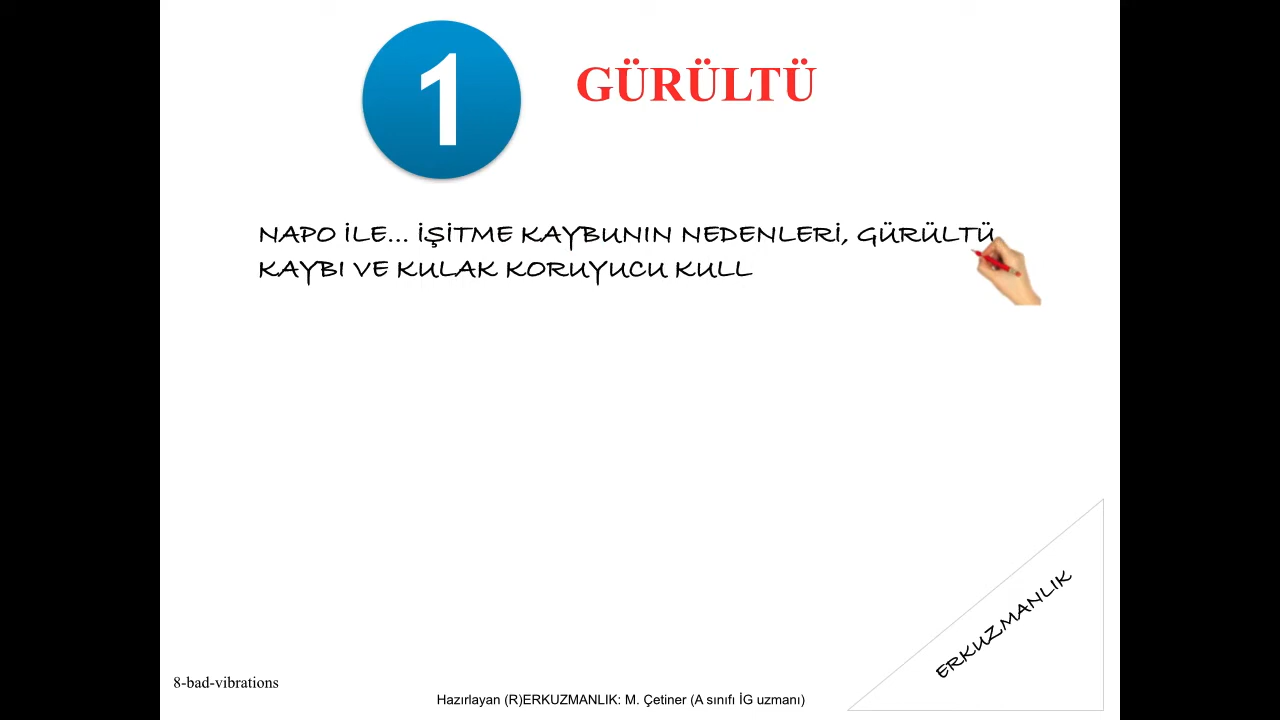 1
GÜRÜLTÜ
NAPO İLE... İŞİTME KAYBUNIN NEDENLERİ, GÜRÜLTÜ
KAYBI VE KULAK KORUYUCU KULL
ERKUZMANLIK
8-bad-vibrations
Hazırlayan (R)ERKUZMANLIK: M. Çetiner (A sınıfı İG uzmanı)